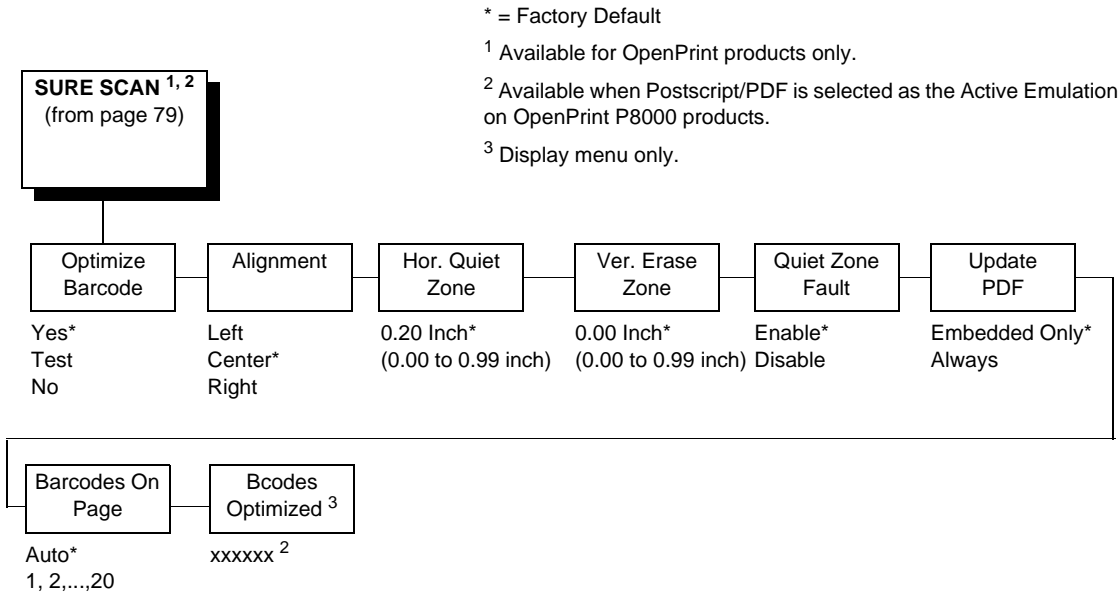 * = Factory Default
1 Available for OpenPrint products only.
2 Available when Postscript/PDF is selected as the Active Emulation
on OpenPrint P8000 products.
3 Display menu only.
SURE SCAN 1, 2
(from page 79)
Optimize
Barcode
Yes*
Test
No
Alignment
Left
Center*
Right
Hor. Quiet
Zone
0.20 Inch*
(0.00 to 0.99 inch)
Ver. Erase
Zone
0.00 Inch*
(0.00 to 0.99 inch)
Quiet Zone
Fault
Enable*
Disable
Update
PDF
Embedded Only*
Always
Barcodes On
Page
Auto*
1, 2,...,20
Bcodes
Optimized 3
xxxxxx 2